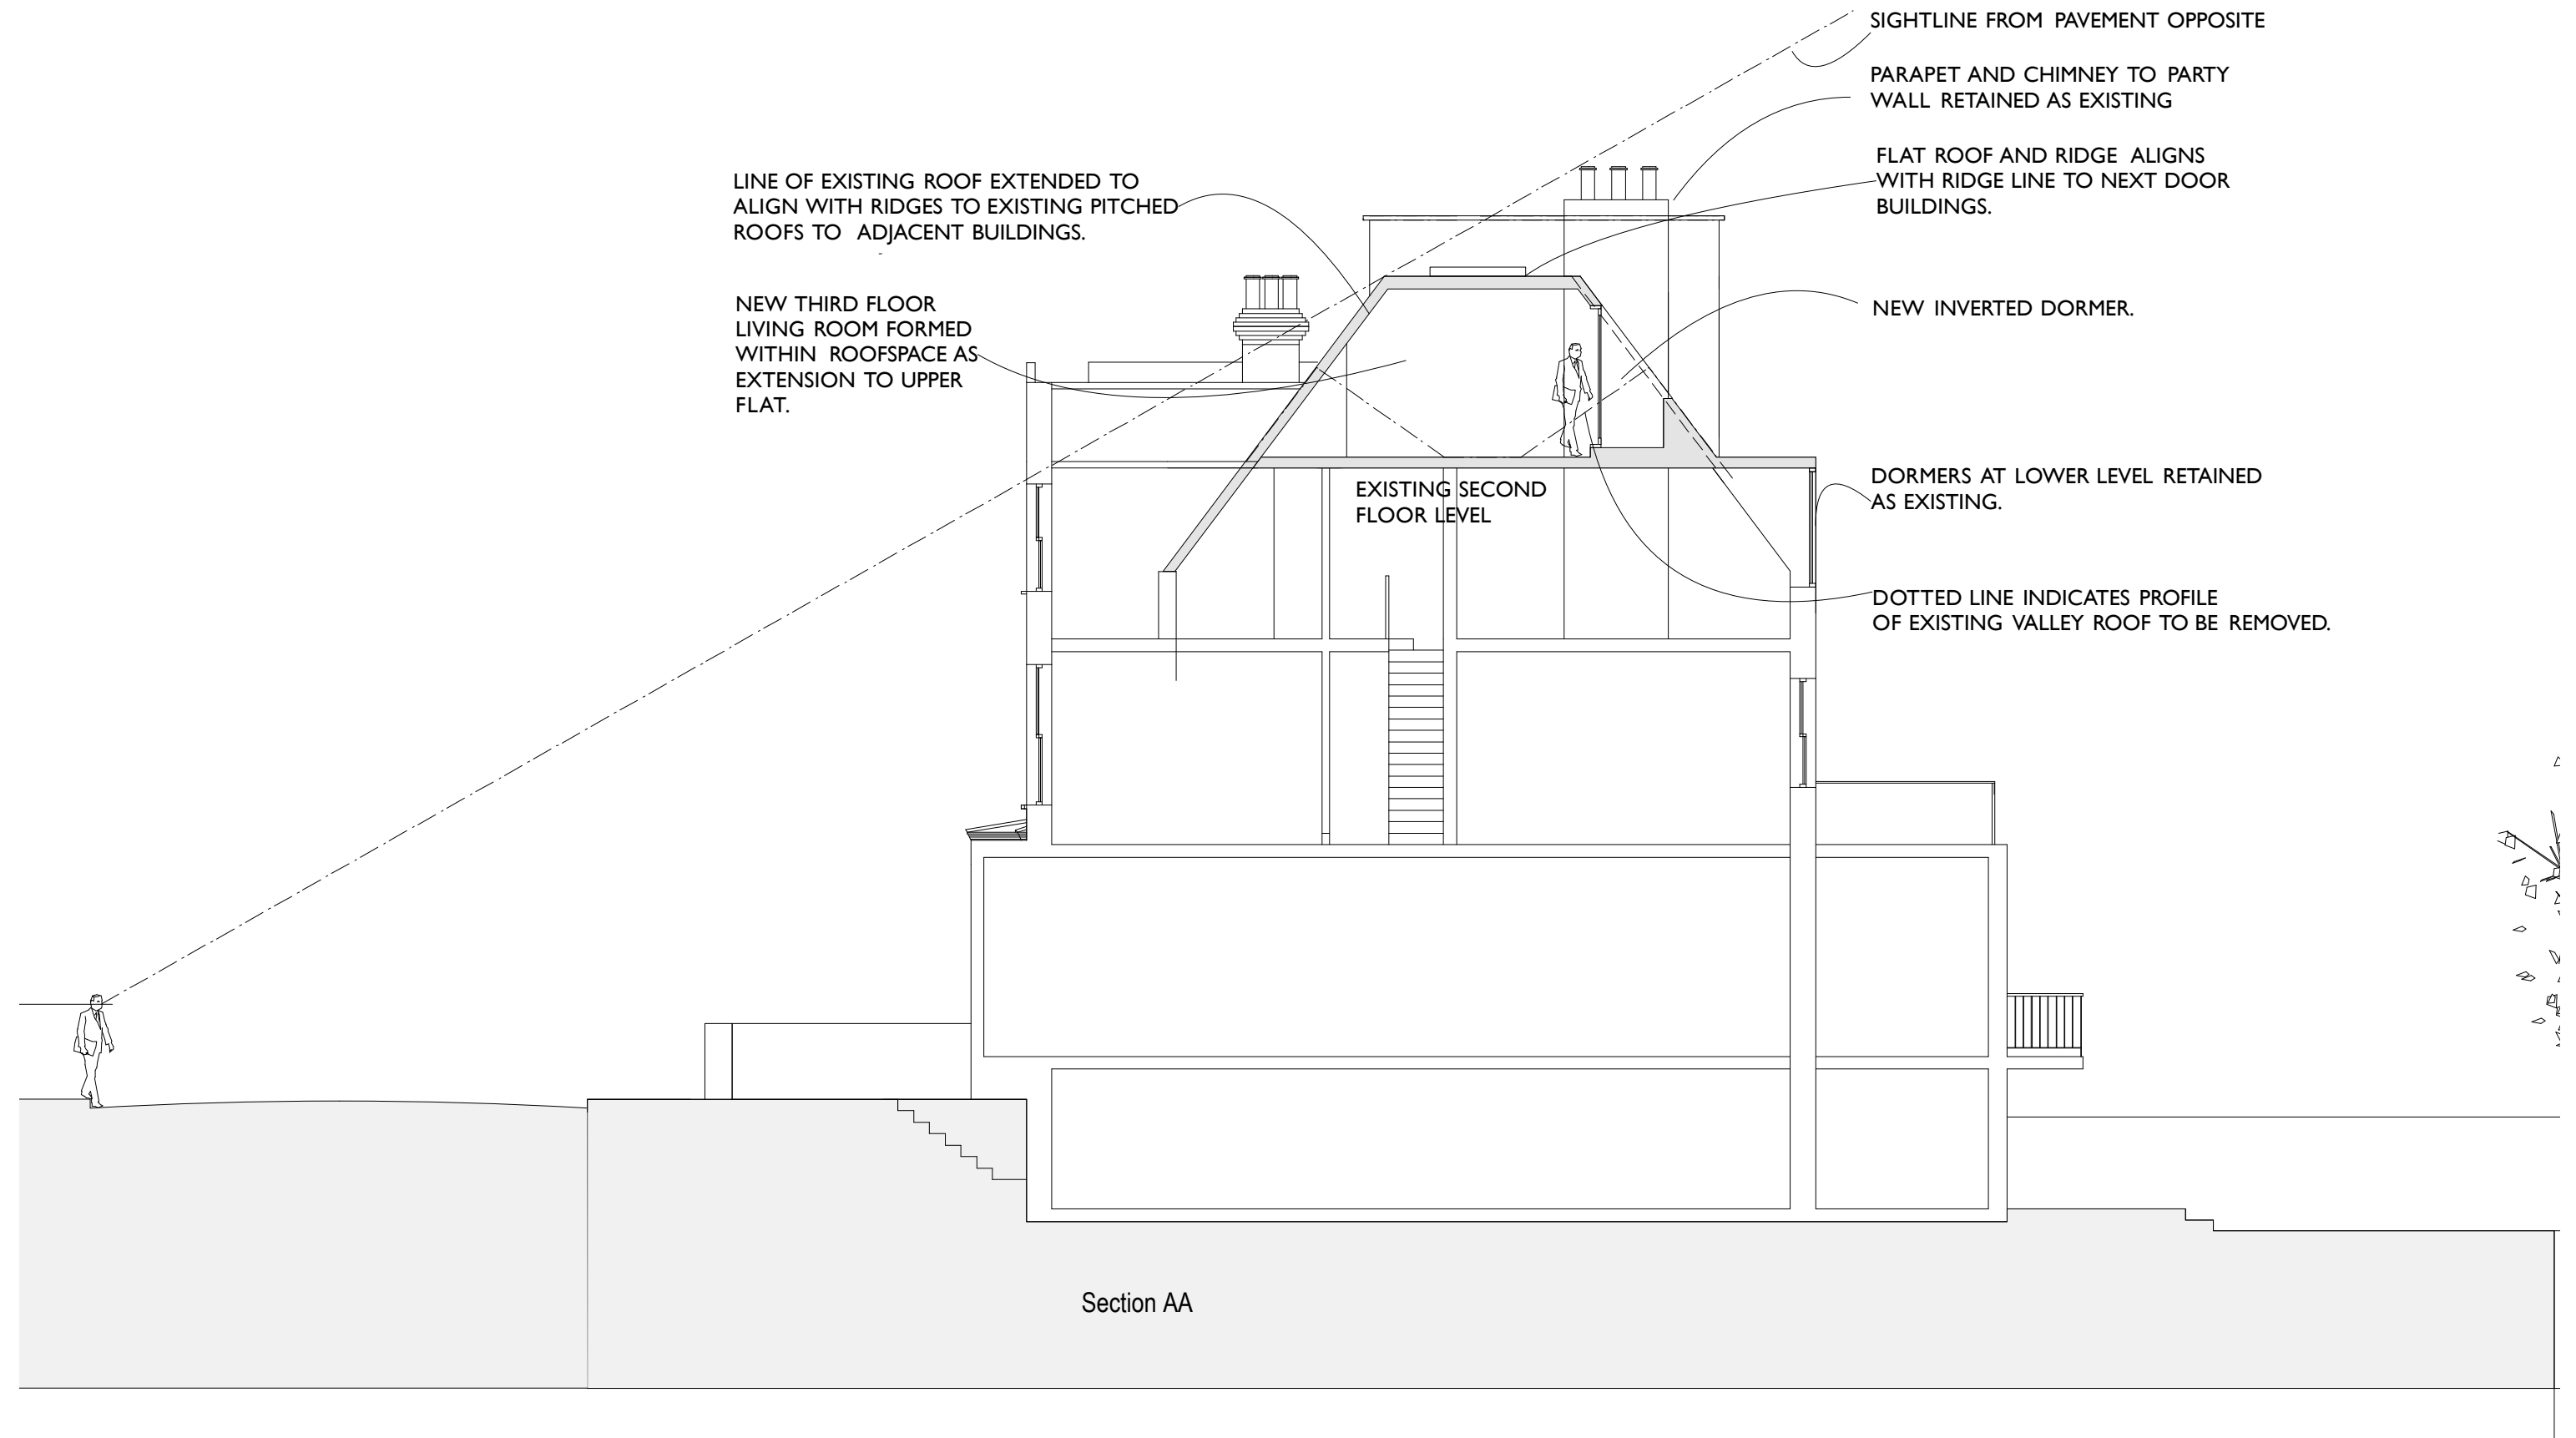 SIGHTLINE FROM PAVEMENT OPPOSITE
PARAPET AND CHIMNEY TO PARTY
WALL RETAINED AS EXISTING
FLAT ROOF AND RIDGE ALIGNS
WITH RIDGE LINE TO NEXT DOOR
BUILDINGS.
LINE OF EXISTING ROOF EXTENDED TO
ALIGN WITH RIDGES TO EXISTING PITCHED
ROOFS TO ADJACENT BUILDINGS.
NEW THIRD FLOOR
LIVING ROOM FORMED
WITHIN ROOFSPACE AS
EXTENSION TO UPPER
FLAT.
NEW INVERTED DORMER.
EXISTING SECOND
FLOOR LEVEL
DORMERS AT LOWER LEVEL RETAINED
AS EXISTING.
DOTTED LINE INDICATES PROFILE
OF EXISTING VALLEY ROOF TO BE REMOVED.
Section AA